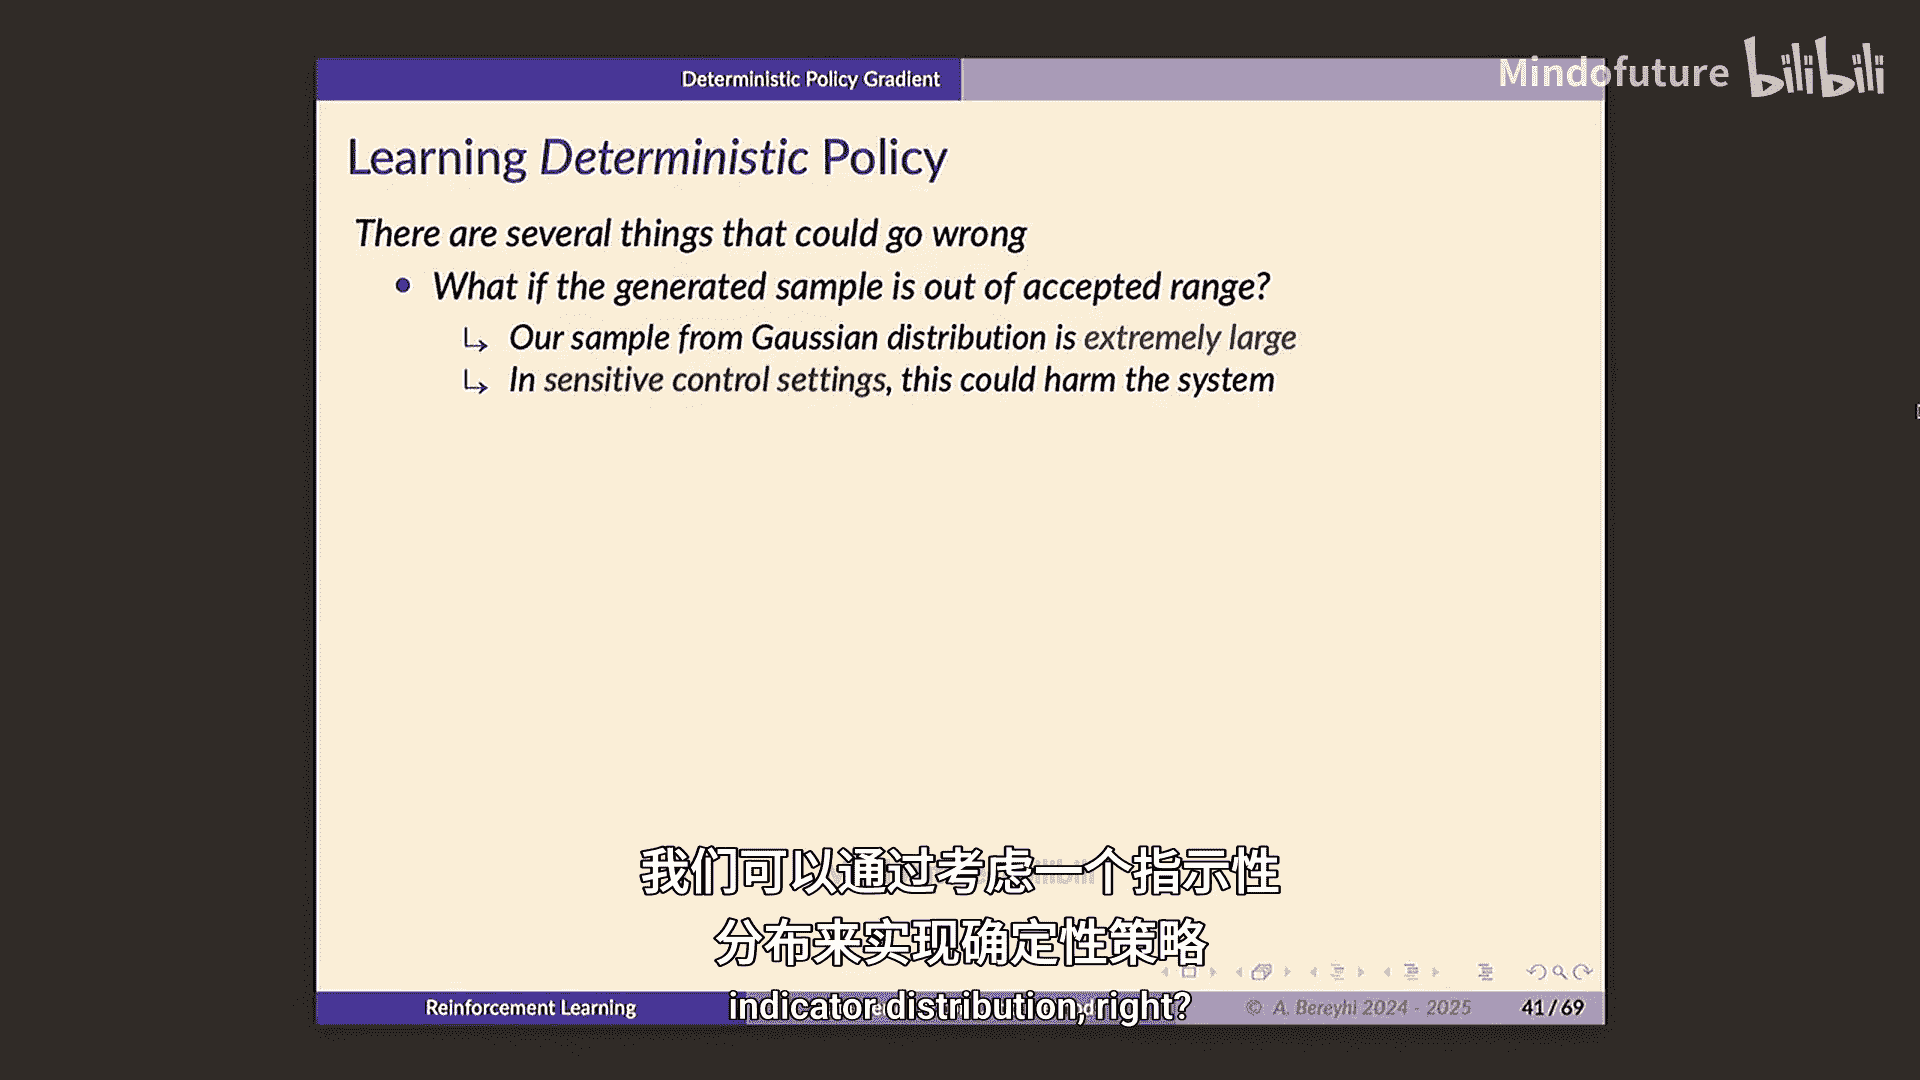 Mindofuture bilibili
Deterministic Policy Gradient
Learning Deterministic Policy
There are several things that could go wrong
• What if the generated sample is out of accepted range?
↳ Our sample from Gaussian distribution is extremely large
↳ In sensitive control settings, this could harm the system
我们可以通过考虑一个指示性
分布来实现确定性策略
indicator distribution, right?
Reinforcement Learning
© A. Bereyhi 2024 - 2025
41/69